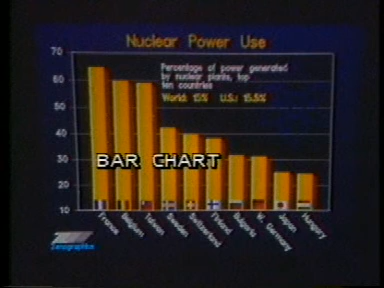 Nuclear Power Use
70
Percentage of power generated
by nuclear plants, top
ten countries
World: 15% U.S.: 15.5%
60
50
40
30
BAR CHART
20
10
France
Belgium
Taiwan
Sweden
Switzerland
Finland
Bulgaria
W. Germany
Japan
Hungary
Zenographics